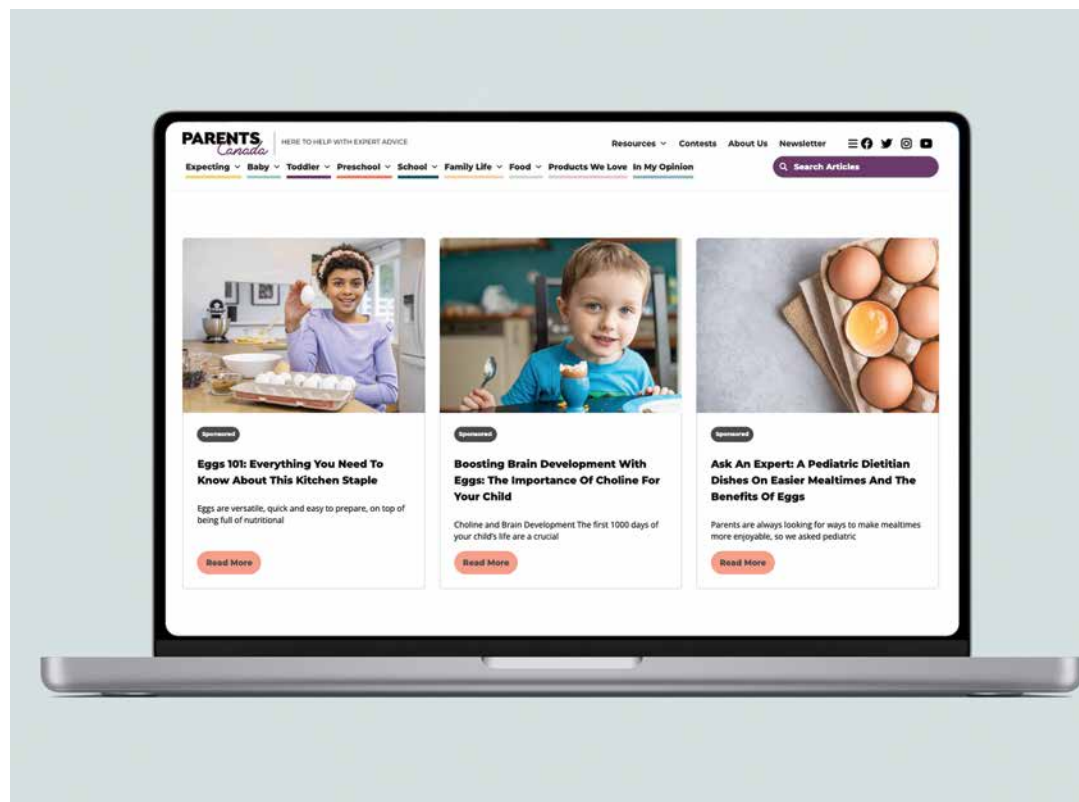 PARENTS
Canada
HERE TO HELP WITH EXPERT ADVICE
Resources Contests About Us Newsletter
Expecting Baby Toddler Preschool School Family Life Food Products We Love In My Opinion
Search Articles
Sponsored
Eggs 101: Everything You Need To
Know About This Kitchen Staple
Eggs are versatile, quick and easy to prepare, on top of
being full of nutritional
Read More
Sponsored
Boosting Brain Development With
Eggs: The Importance Of Choline For
Your Child
Choline and Brain Development The first 1000 days of
your child's life are a crucial
Read More
Sponsored
Ask An Expert: A Pediatric Dietitian
Dishes On Easier Mealtimes And The
Benefits Of Eggs
Parents are always looking for ways to make mealtimes
more enjoyable, so we asked pediatric
Read More